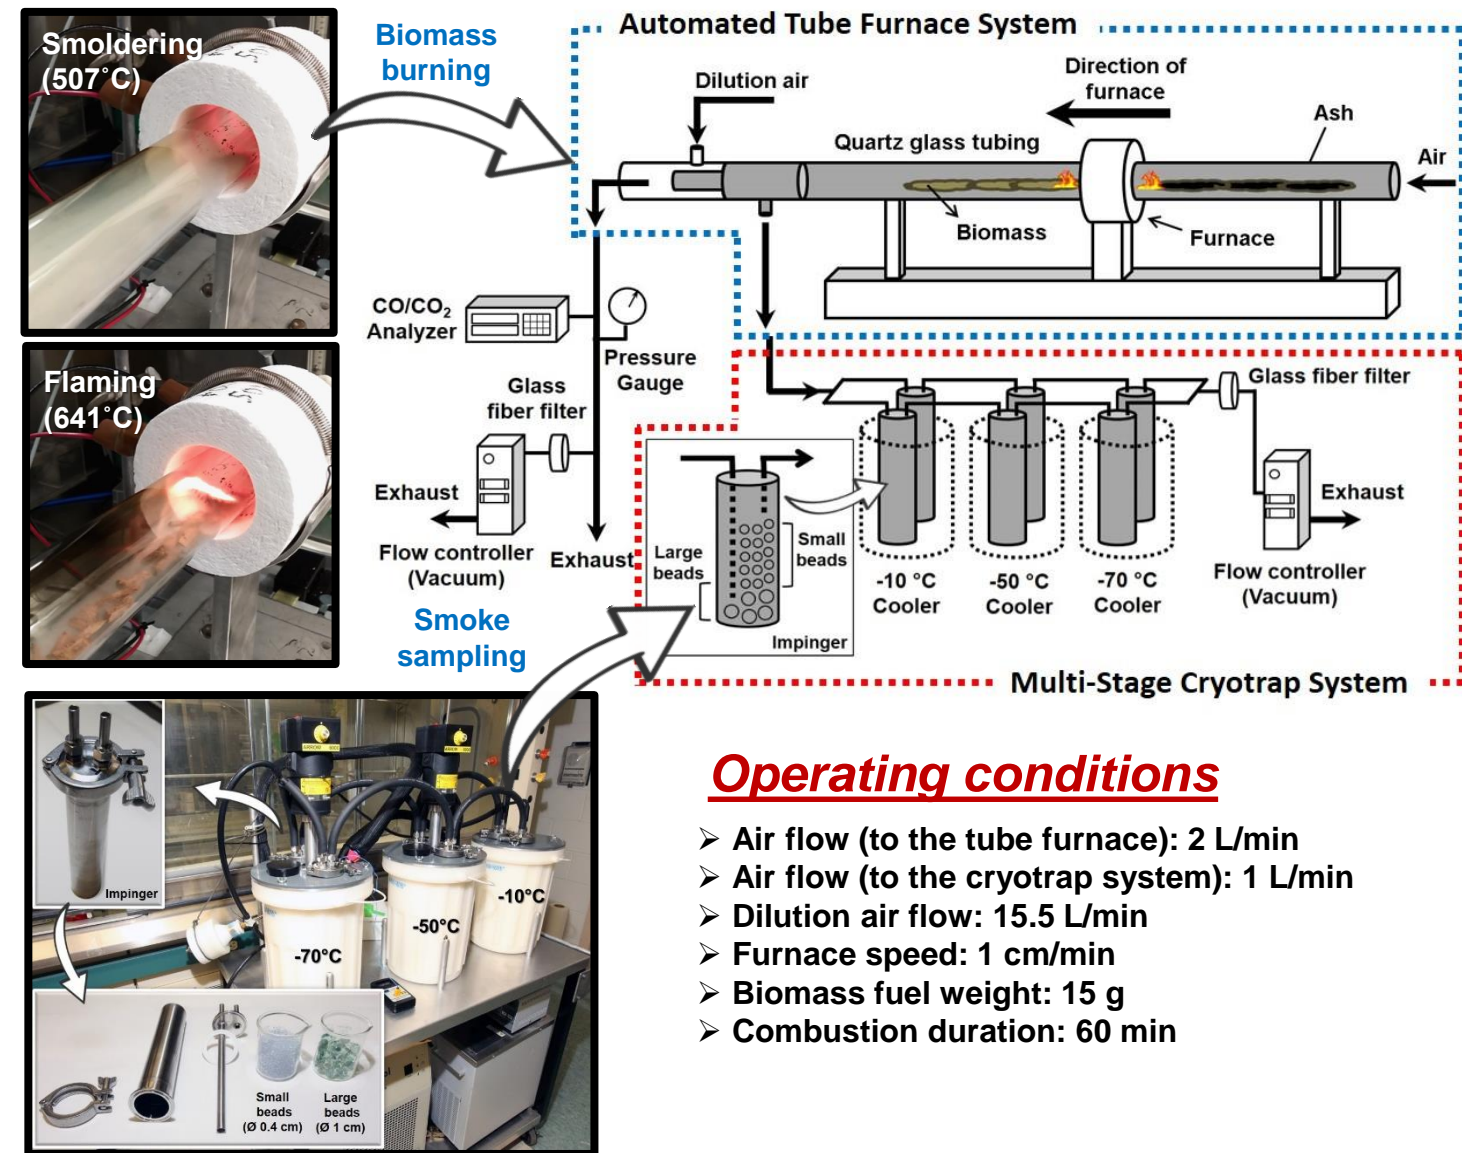 Smoldering
(507˚C)
Biomass
burning
Automated Tube Furnace System
Dilution air
Direction of
furnace
Ash
Quartz glass tubing
Air
Biomass
Furnace
CO/CO₂
Analyzer
Pressure
Gauge
Flaming
(641˚C)
Glass
fiber filter
Glass fiber filter
Exhaust
Flow controller
(Vacuum)
Exhaust
Large
beads
Small
beads
Impinger
-10 °C
Cooler
-50 °C
Cooler
-70 °C
Cooler
Exhaust
Flow controller
(Vacuum)
Smoke
sampling
Multi-Stage Cryotrap System
Impinger
-70°C
-50°C
-10°C
Small
beads
(Ø 0.4 cm)
Large
beads
(Ø 1 cm)
Operating conditions
➢ Air flow (to the tube furnace): 2 L/min
➢ Air flow (to the cryotrap system): 1 L/min
➢ Dilution air flow: 15.5 L/min
➢ Furnace speed: 1 cm/min
➢ Biomass fuel weight: 15 g
➢ Combustion duration: 60 min